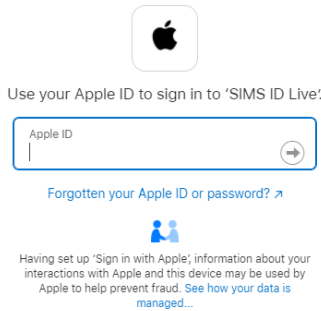 Use your Apple ID to sign in to ‘SIMS ID Live’.
Apple ID
Forgotten your Apple ID or password? ↗
Having set up ‘Sign in with Apple’, information about your
interactions with Apple and this device may be used by
Apple to help prevent fraud. See how your data is
managed...